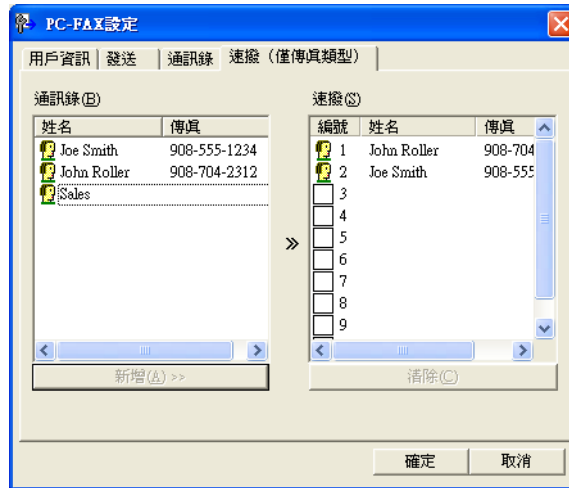 PC-FAX設定
用戶資訊 發送 通訊錄 速撥（僅傳真類型）
通訊錄(B)
姓名 傳真
Joe Smith 908-555-1234
John Roller 908-704-2312
Sales
新增(A) >>
»
速撥(S)
編號 姓名 傳真
1 John Roller 908-704
2 Joe Smith 908-555
3
4
5
6
7
8
9
清除(C)
確定 取消